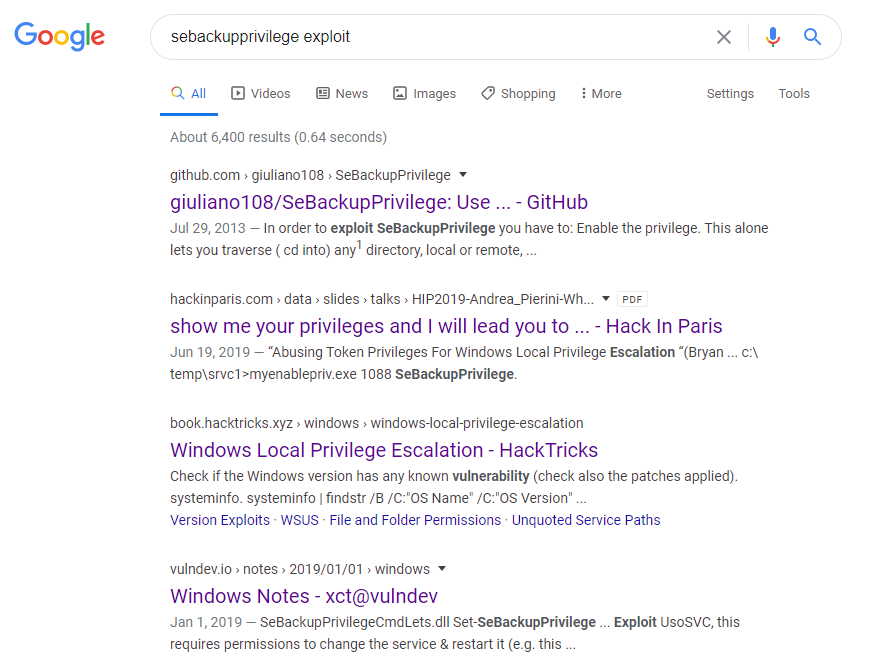 Google
sebackupprivilege exploit
All Videos News Images Shopping More Settings Tools
About 6,400 results (0.64 seconds)
github.com › giuliano108 › SeBackupPrivilege
giuliano108/SeBackupPrivilege: Use ... - GitHub
Jul 29, 2013 — In order to exploit SeBackupPrivilege you have to: Enable the privilege. This alone
lets you traverse ( cd into) any1 directory, local or remote, ...
hackinparis.com › data › slides › talks › HIP2019-Andrea_Pierini-Wh... PDF
show me your privileges and I will lead you to ... - Hack In Paris
Jun 19, 2019 — “Abusing Token Privileges For Windows Local Privilege Escalation “(Bryan ... c:\
temp\srvc1>myenablepriv.exe 1088 SeBackupPrivilege.
book.hacktricks.xyz › windows › windows-local-privilege-escalation
Windows Local Privilege Escalation - HackTricks
Check if the Windows version has any known vulnerability (check also the patches applied).
systeminfo. systeminfo | findstr /B /C:"OS Name" /C:"OS Version" ...
Version Exploits · WSUS · File and Folder Permissions · Unquoted Service Paths
vulndev.io › notes › 2019/01/01 › windows
Windows Notes - xct@vulndev
Jan 1, 2019 — SeBackupPrivilegeCmdLets.dll Set-SeBackupPrivilege ... Exploit UsoSVC, this
requires permissions to change the service & restart it (e.g. this ...